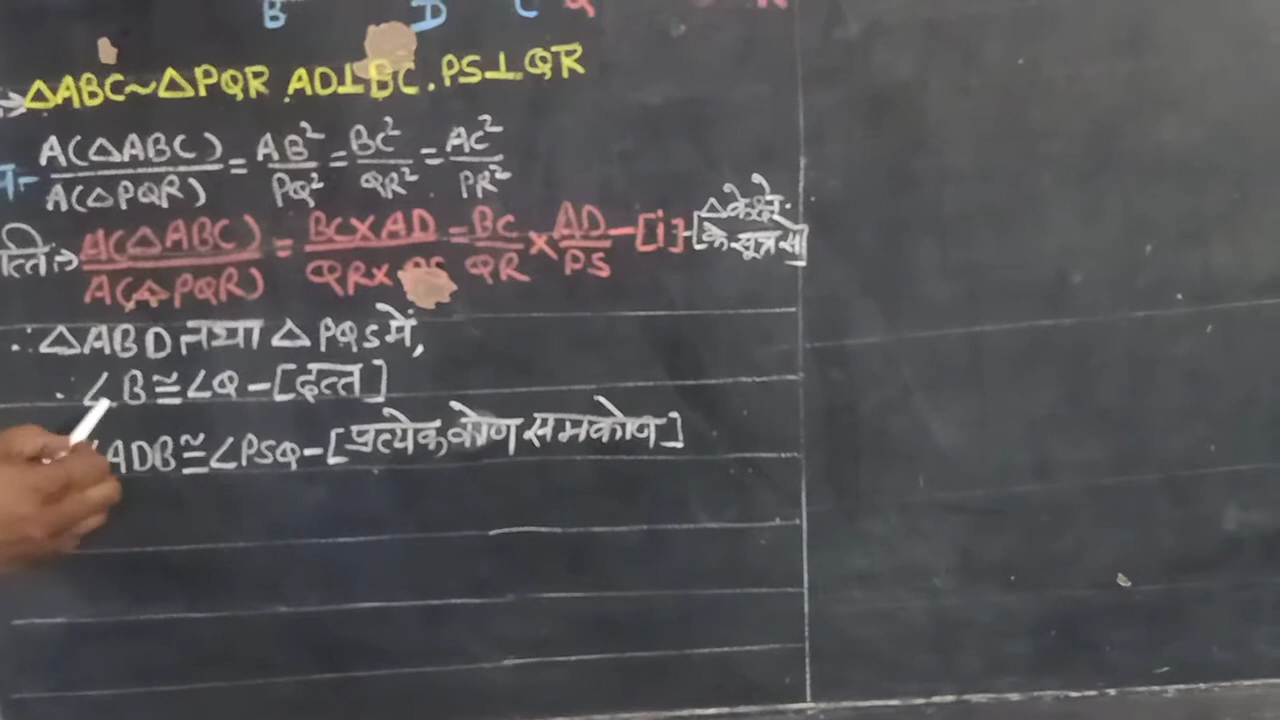 B D C Q R
→ △ABC ~ △PQR . AD⊥BC . PS⊥QR
A(△ABC)/A(△PQR) = AB²/PQ² = BC²/QR² = AC²/PR²
A(△ABC)/A(△PQR) = BC×AD/QR×PS = BC/QR × AD/PS – [i] – [△ के क्षे. के सूत्र से]
∴ △ABD तथा △PQS में,
∴ ∠B ≅ ∠Q – [दत्त]
∠ADB ≅ ∠PSQ – [प्रत्येक कोण समकोण]